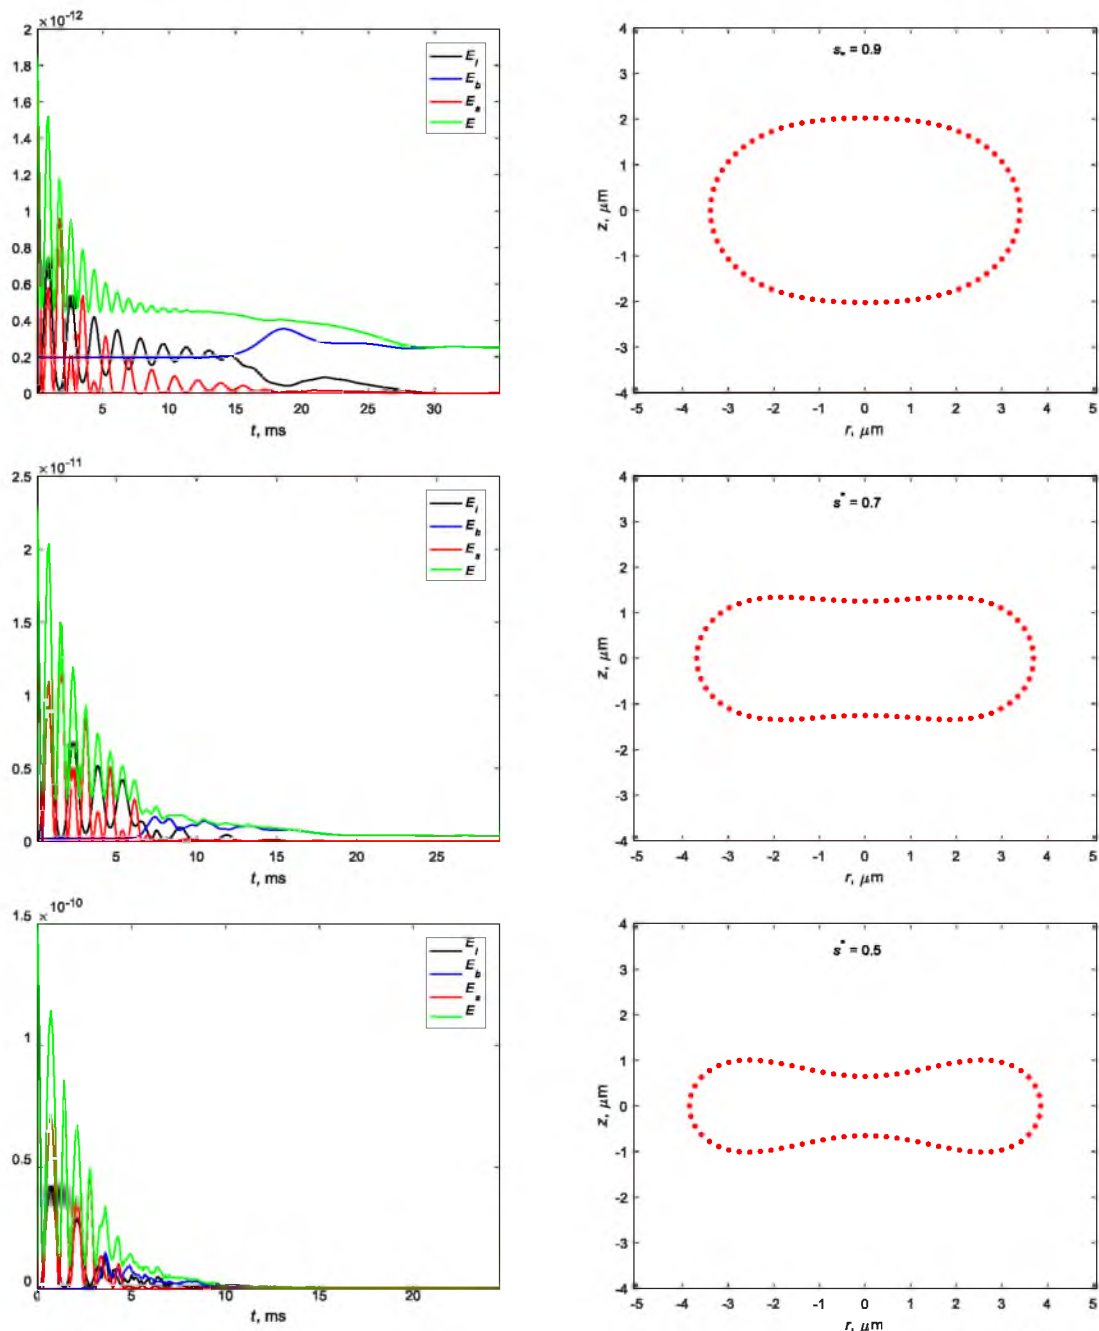 ×10⁻¹²
2
1.8
1.6
1.4
1.2
1
0.8
0.6
0.4
0.2
0
5 10 15 20 25 30
t, ms
E_l
E_b
E_s
E
s_* = 0.9
4
3
2
1
0
-1
-2
-3
-4
z, μm
-5 -4 -3 -2 -1 0 1 2 3 4 5
r, μm
×10⁻¹¹
2.5
2
1.5
1
0.5
0
5 10 15 20 25
t, ms
E_l
E_b
E_s
E
s* = 0.7
4
3
2
1
0
-1
-2
-3
-4
z, μm
-5 -4 -3 -2 -1 0 1 2 3 4 5
r, μm
×10⁻¹⁰
1.5
1
0.5
0
0 5 10 15 20
t, ms
E_l
E_b
E_s
E
s* = 0.5
4
3
2
1
0
-1
-2
-3
-4
z, μm
-5 -4 -3 -2 -1 0 1 2 3 4 5
r, μm